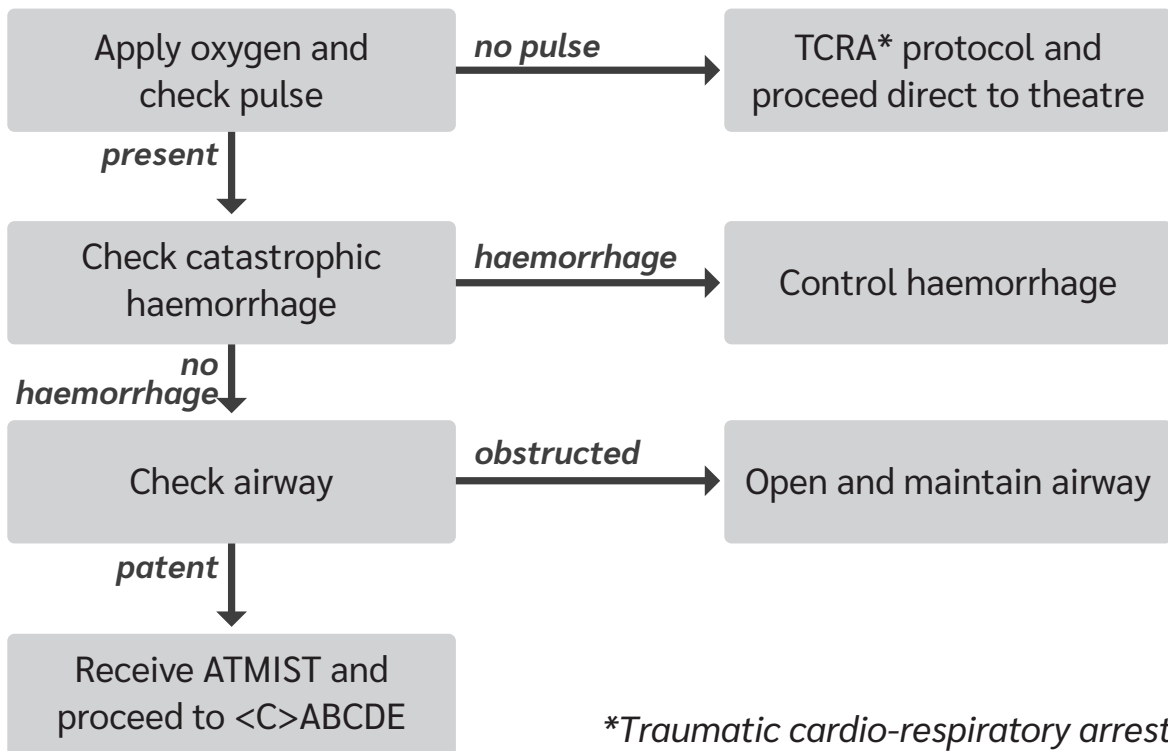 Apply oxygen and
check pulse
no pulse
TCRA* protocol and
proceed direct to theatre
present
Check catastrophic
haemorrhage
haemorrhage
Control haemorrhage
no
haemorrhage
Check airway
obstructed
Open and maintain airway
patent
Receive ATMIST and
proceed to <C>ABCDE
*Traumatic cardio-respiratory arrest